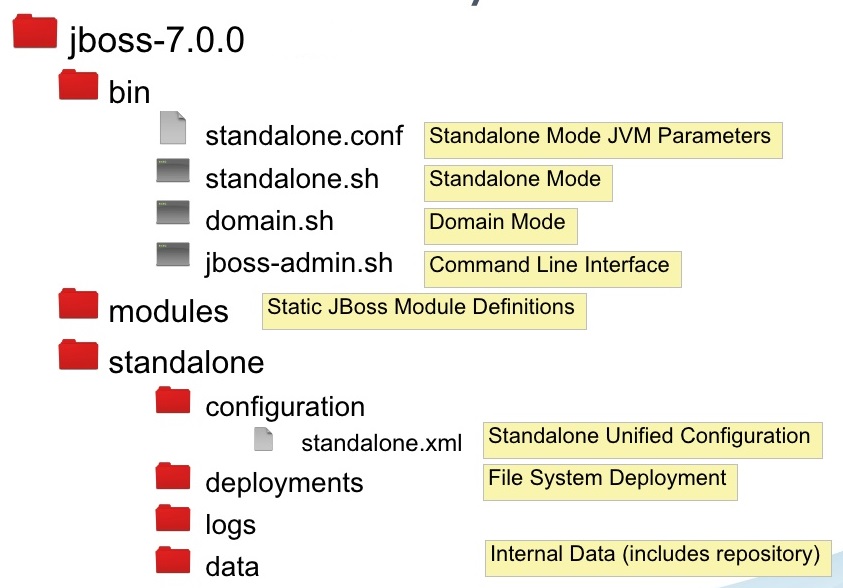 jboss-7.0.0
bin
standalone.conf Standalone Mode JVM Parameters
standalone.sh Standalone Mode
domain.sh Domain Mode
jboss-admin.sh Command Line Interface
modules Static JBoss Module Definitions
standalone
configuration
standalone.xml Standalone Unified Configuration
deployments File System Deployment
logs
data Internal Data (includes repository)